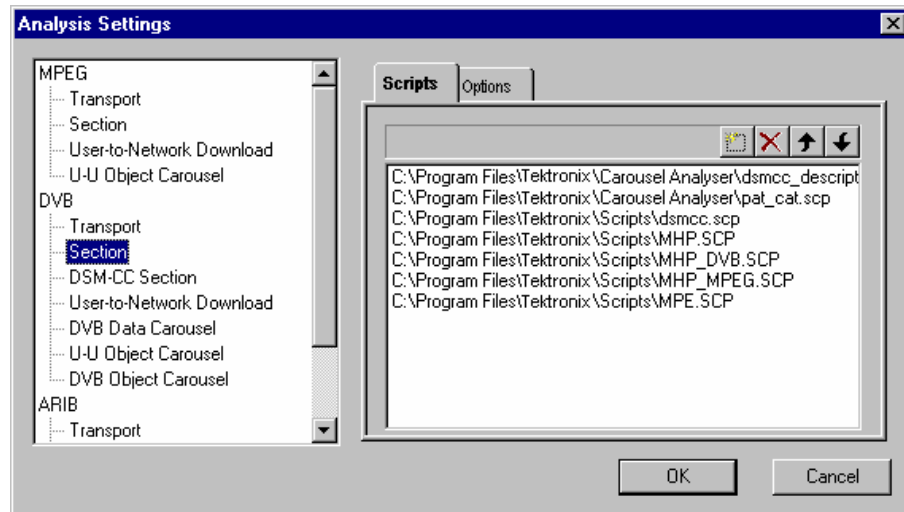 Analysis Settings
MPEG
Transport
Section
User-to-Network Download
U-U Object Carousel
DVB
Transport
Section
DSM-CC Section
User-to-Network Download
DVB Data Carousel
U-U Object Carousel
DVB Object Carousel
ARIB
Transport
Scripts
Options
C:\Program Files\Tektronix\Carousel Analyser\dsmcc_descript
C:\Program Files\Tektronix\Carousel Analyser\pat_cat.scp
C:\Program Files\Tektronix\Scripts\dsmcc.scp
C:\Program Files\Tektronix\Scripts\MHP.SCP
C:\Program Files\Tektronix\Scripts\MHP_DVB.SCP
C:\Program Files\Tektronix\Scripts\MHP_MPEG.SCP
C:\Program Files\Tektronix\Scripts\MPE.SCP
OK
Cancel